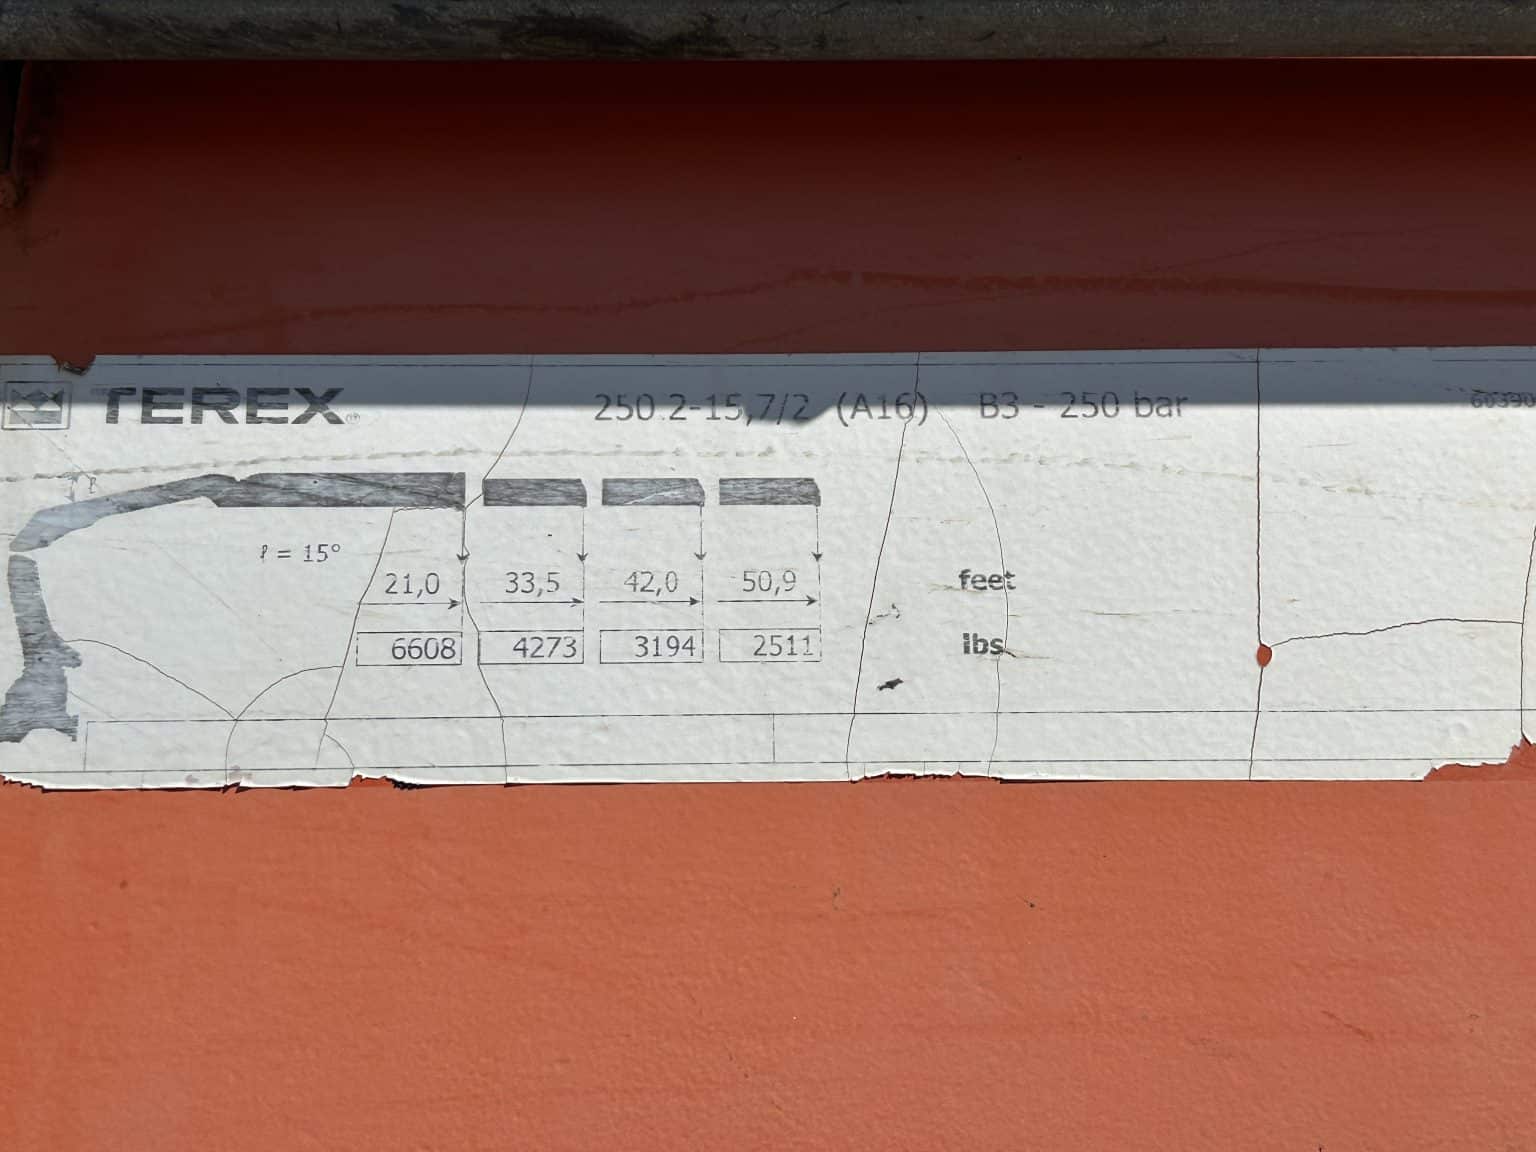 TEREX® 250.2-15,7/2 (A16) B3 - 250 bar
= 15°
21,0 33,5 42,0 50,9 feet
6608 4273 3194 2511 lbs